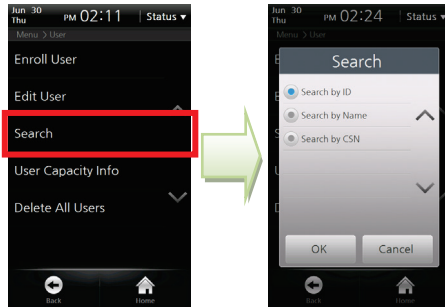 Jun 30
Thu
PM 02:11
Status ▾
Menu > User
Enroll User
Edit User
Search
User Capacity Info
Delete All Users
Back
Home
Jun 30
Thu
PM 02:24
Status ▾
Menu > User
Search
Search by ID
Search by Name
Search by CSN
OK
Cancel
Back
Home